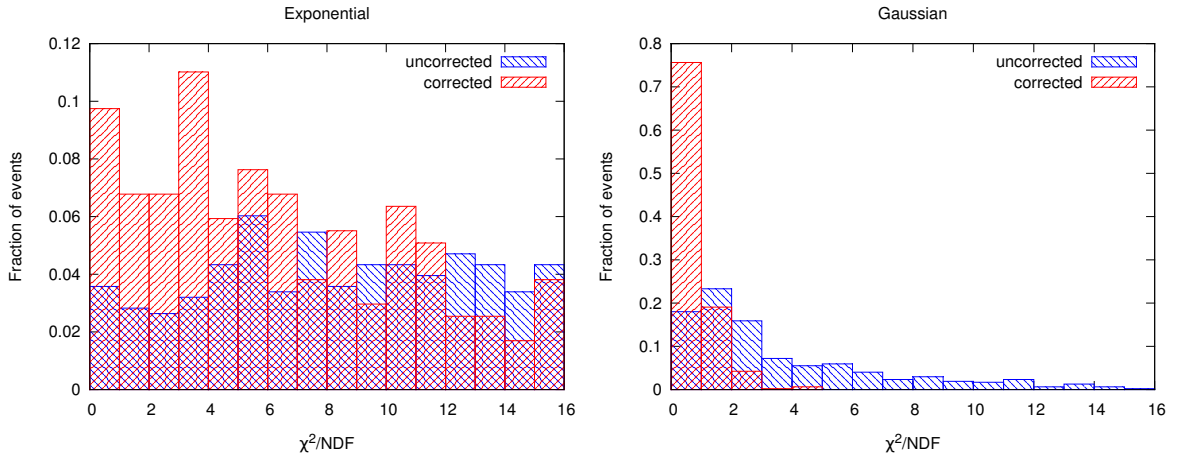 Exponential
0.12
0.1
0.08
0.06
0.04
0.02
0
0 2 4 6 8 10 12 14 16
Fraction of events
χ²/NDF
uncorrected
corrected
Gaussian
0.8
0.7
0.6
0.5
0.4
0.3
0.2
0.1
0
0 2 4 6 8 10 12 14 16
Fraction of events
χ²/NDF
uncorrected
corrected